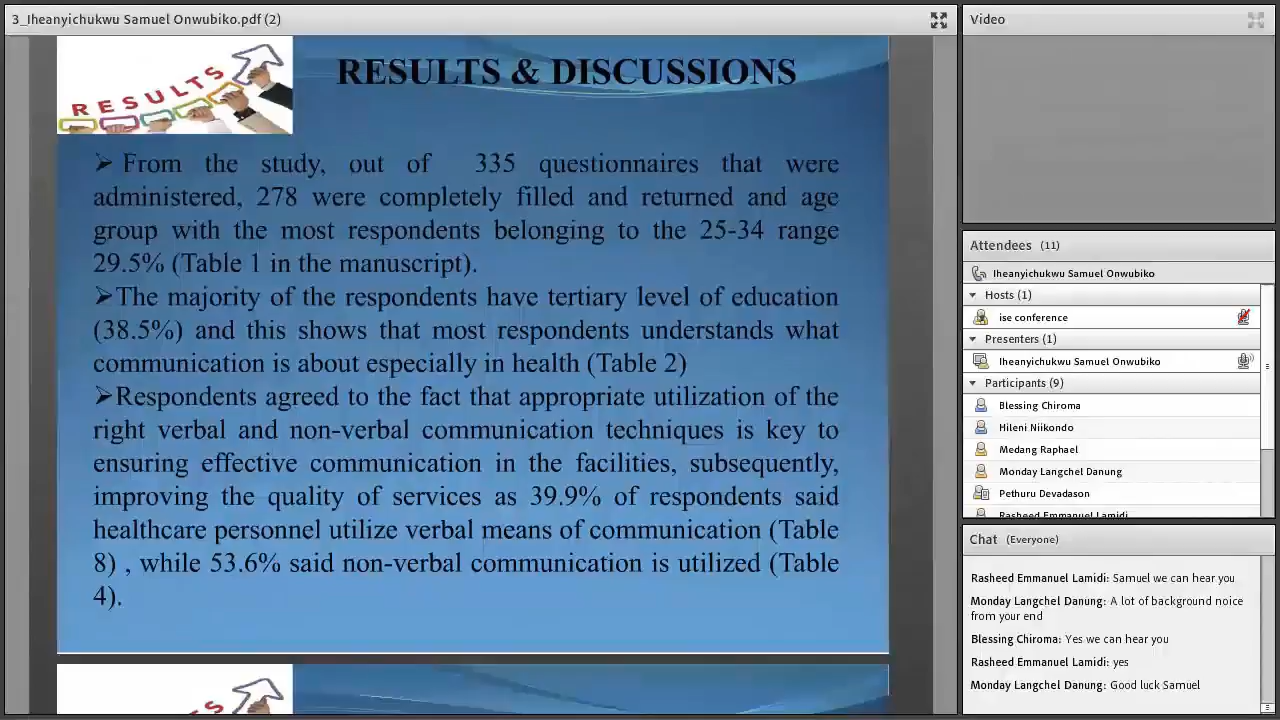 3_Iheanyichukwu Samuel Onwubiko.pdf (2)
RESULTS
RESULTS & DISCUSSIONS
➢ From the study, out of 335 questionnaires that were
administered, 278 were completely filled and returned and age
group with the most respondents belonging to the 25-34 range
29.5% (Table 1 in the manuscript).
➢The majority of the respondents have tertiary level of education
(38.5%) and this shows that most respondents understands what
communication is about especially in health (Table 2)
➢Respondents agreed to the fact that appropriate utilization of the
right verbal and non-verbal communication techniques is key to
ensuring effective communication in the facilities, subsequently,
improving the quality of services as 39.9% of respondents said
healthcare personnel utilize verbal means of communication (Table
8) , while 53.6% said non-verbal communication is utilized (Table
4).
Video
Attendees (11)
Iheanyichukwu Samuel Onwubiko
Hosts (1)
ise conference
Presenters (1)
Iheanyichukwu Samuel Onwubiko
Participants (9)
Blessing Chiroma
Hileni Niikondo
Medang Raphael
Monday Langchel Danung
Pethuru Devadason
Rasheed Emmanuel Lamidi
Chat (Everyone)
Rasheed Emmanuel Lamidi: Samuel we can hear you
Monday Langchel Danung: A lot of background noice
from your end
Blessing Chiroma: Yes we can hear you
Rasheed Emmanuel Lamidi: yes
Monday Langchel Danung: Good luck Samuel